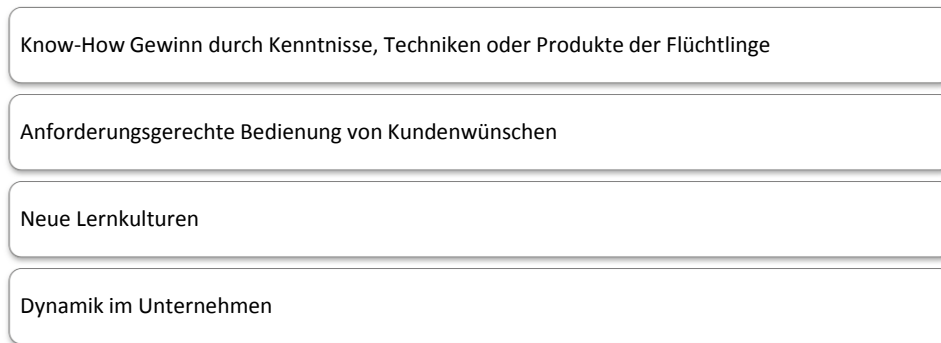 Know-How Gewinn durch Kenntnisse, Techniken oder Produkte der Flüchtlinge
Anforderungsgerechte Bedienung von Kundenwünschen
Neue Lernkulturen
Dynamik im Unternehmen